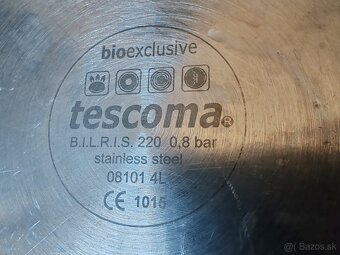 bioexclusive
tescoma®
B.I.L.R.I.S. 220 0,8 bar
stainless steel
08101 4L
CE 1015
Bazos.sk